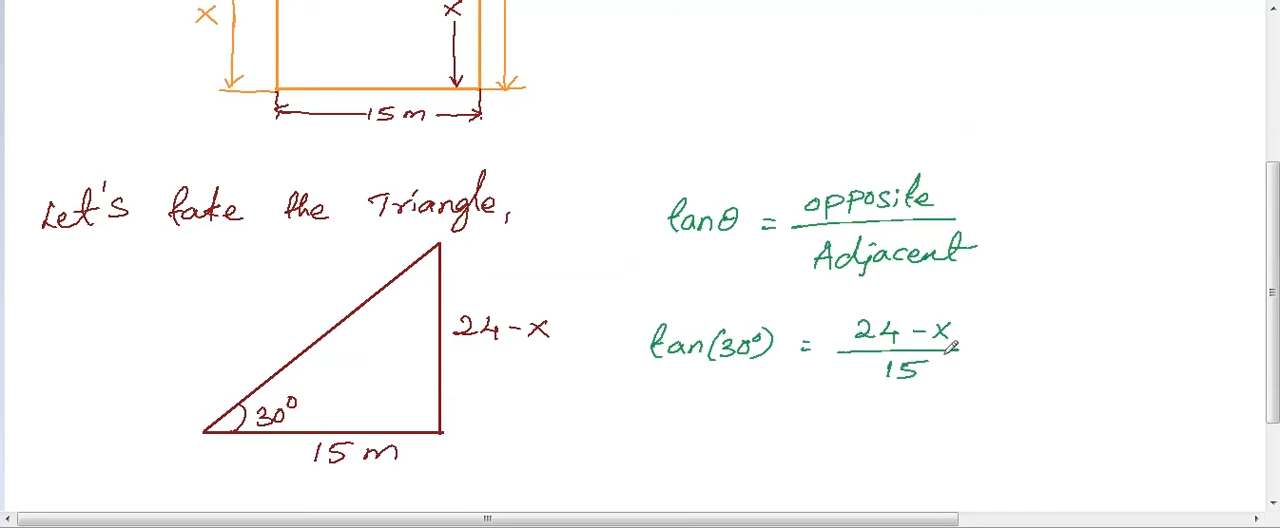 x
x
15 m
Let's take the Triangle,
24-x
30°
15 m
tanθ = opposite
Adjacent
tan(30°) = 24-x
15